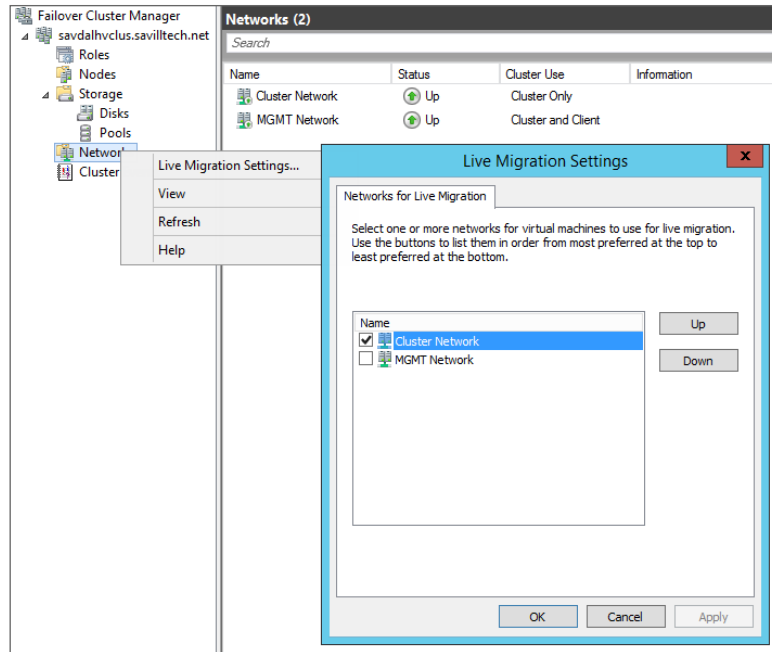 Failover Cluster Manager
savdalhvclus.savilltech.net
Roles
Nodes
Storage
Disks
Pools
Network
Cluster
Live Migration Settings...
View
Refresh
Help
Networks (2)
Search
Name Status Cluster Use Information
Cluster Network Up Cluster Only
MGMT Network Up Cluster and Client
Live Migration Settings
x
Networks for Live Migration
Select one or more networks for virtual machines to use for live migration.
Use the buttons to list them in order from most preferred at the top to
least preferred at the bottom.
Name
Cluster Network
MGMT Network
Up
Down
OK Cancel Apply